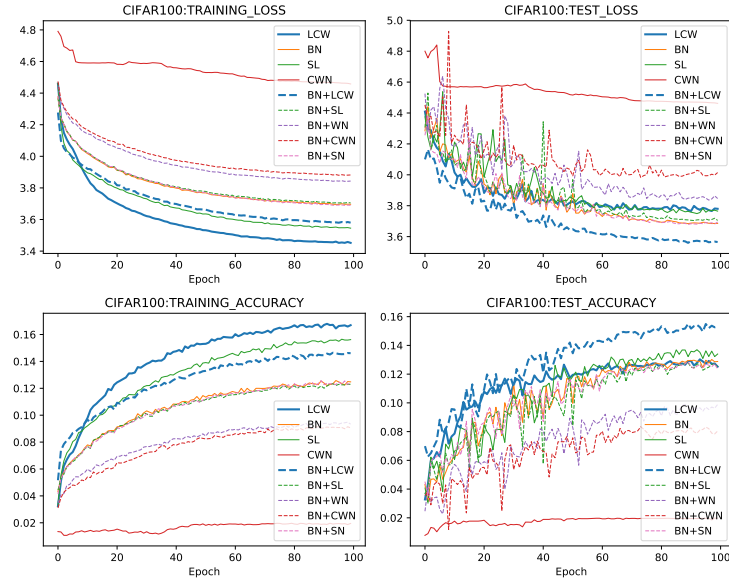 CIFAR100:TRAINING_LOSS
4.8
4.6
4.4
4.2
4.0
3.8
3.6
3.4
0 20 40 60 80 100
Epoch
LCW
BN
SL
CWN
BN+LCW
BN+SL
BN+WN
BN+CWN
BN+SN
CIFAR100:TEST_LOSS
5.0
4.8
4.6
4.4
4.2
4.0
3.8
3.6
0 20 40 60 80 100
Epoch
LCW
BN
SL
CWN
BN+LCW
BN+SL
BN+WN
BN+CWN
BN+SN
CIFAR100:TRAINING_ACCURACY
0.16
0.14
0.12
0.10
0.08
0.06
0.04
0.02
0 20 40 60 80 100
Epoch
LCW
BN
SL
CWN
BN+LCW
BN+SL
BN+WN
BN+CWN
BN+SN
CIFAR100:TEST_ACCURACY
0.16
0.14
0.12
0.10
0.08
0.06
0.04
0.02
0 20 40 60 80 100
Epoch
LCW
BN
SL
CWN
BN+LCW
BN+SL
BN+WN
BN+CWN
BN+SN